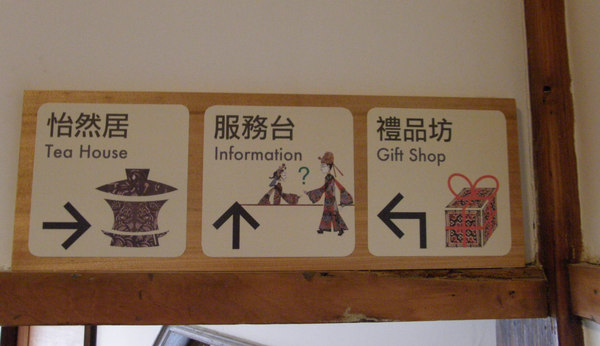 怡然居
Tea House
服務台
Information
?
禮品坊
Gift Shop